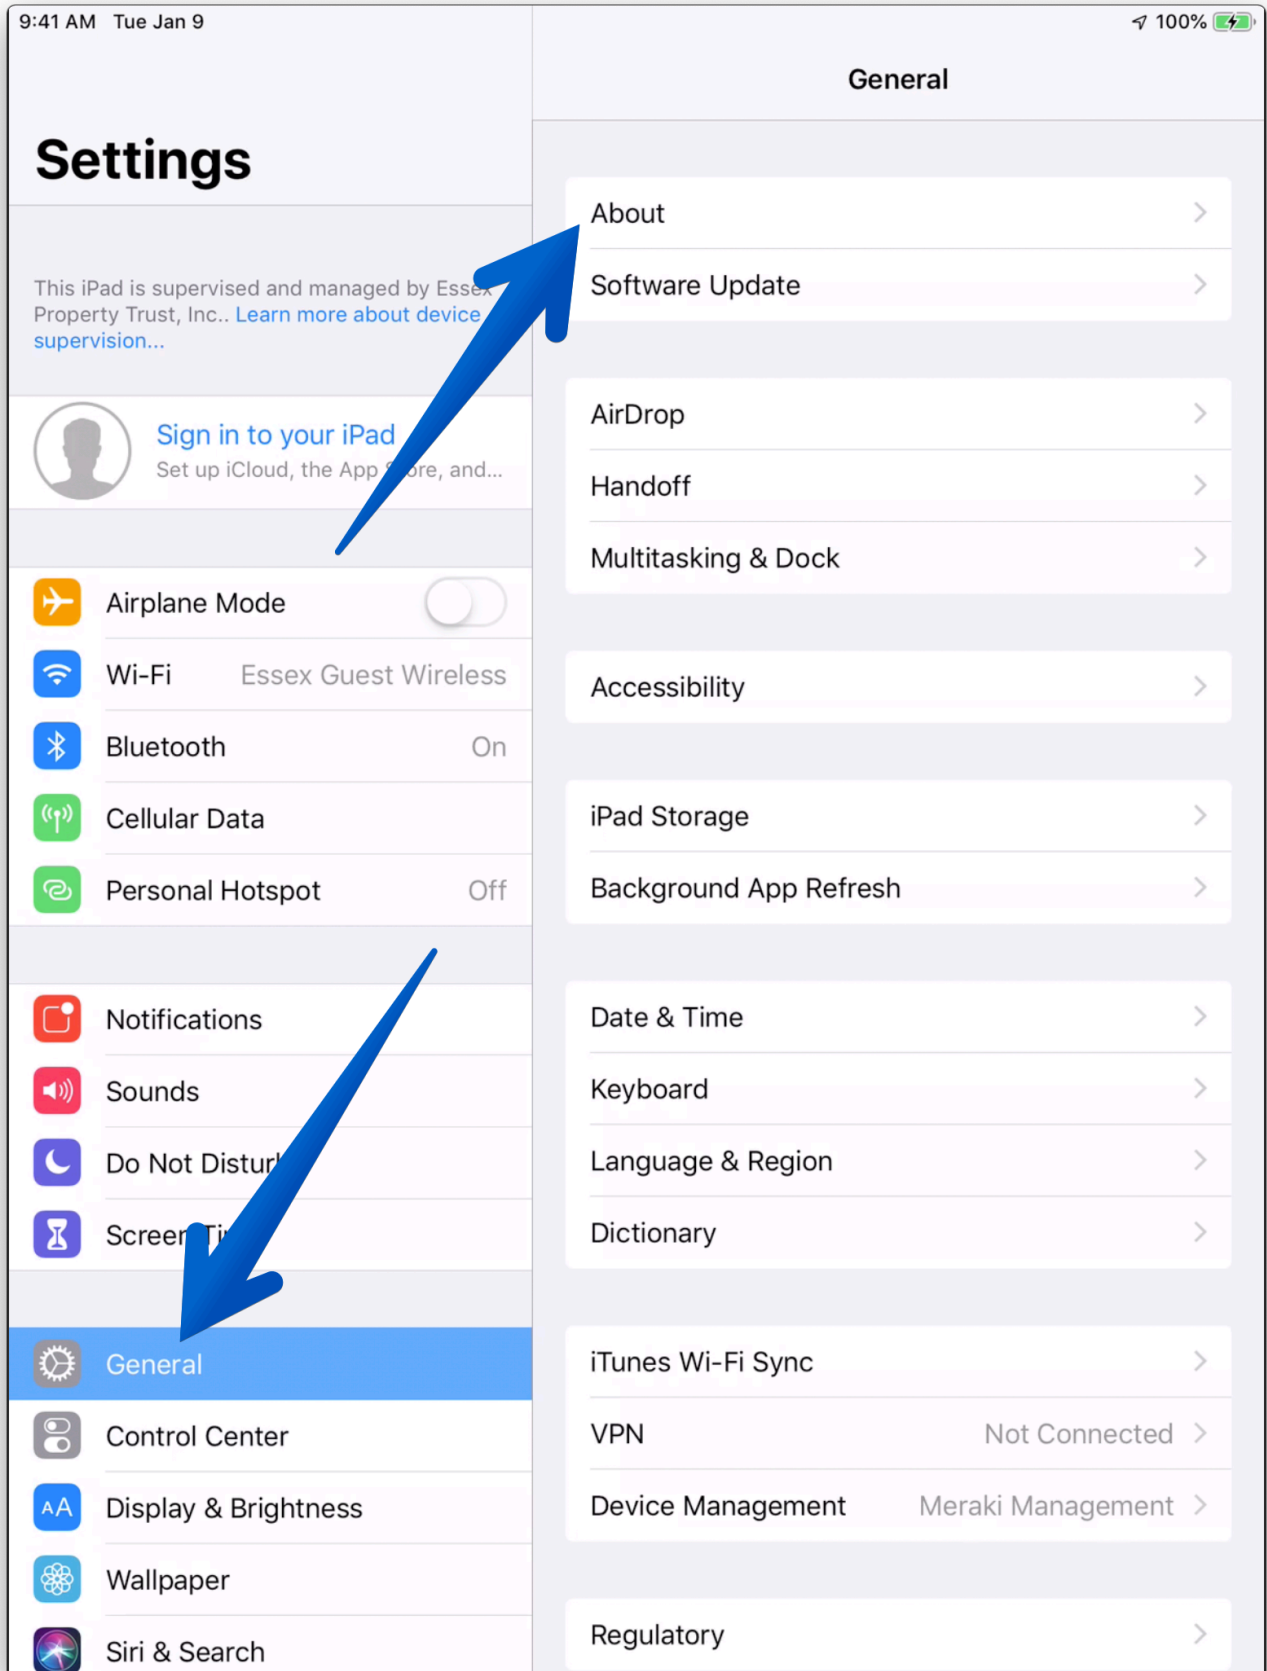 9:41 AM Tue Jan 9
100%
Settings
This iPad is supervised and managed by Essex
Property Trust, Inc.. Learn more about device
supervision...
Sign in to your iPad
Set up iCloud, the App Store, and...
Airplane Mode
Wi-Fi Essex Guest Wireless
Bluetooth On
Cellular Data
Personal Hotspot Off
Notifications
Sounds
Do Not Disturb
Screen Time
General
Control Center
AA Display & Brightness
Wallpaper
Siri & Search
General
About
Software Update
AirDrop
Handoff
Multitasking & Dock
Accessibility
iPad Storage
Background App Refresh
Date & Time
Keyboard
Language & Region
Dictionary
iTunes Wi-Fi Sync
VPN Not Connected
Device Management Meraki Management
Regulatory